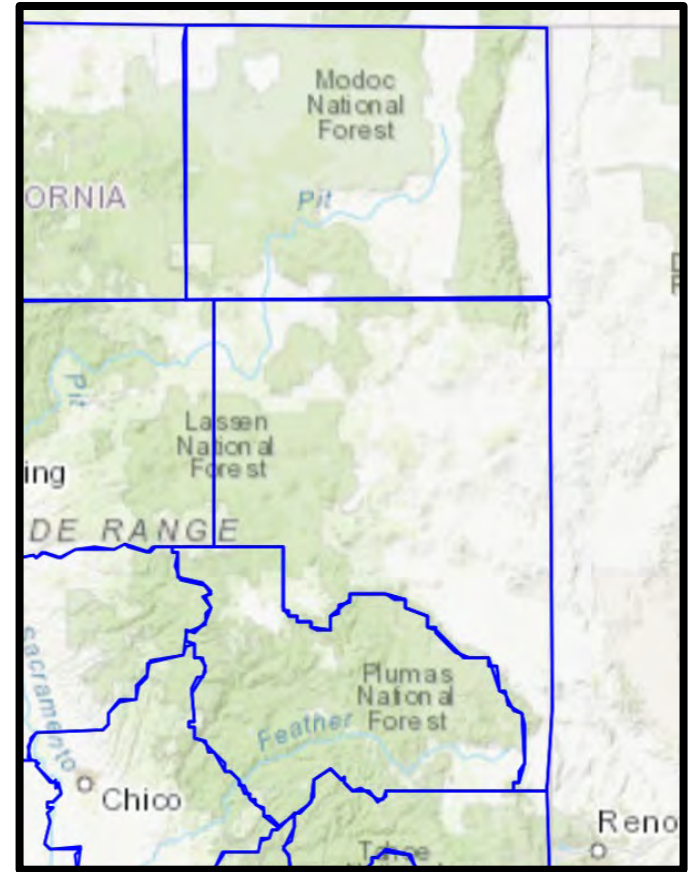 Modoc
National
Forest
ORNIA
Pit
Pit
Lassen
National
Forest
ing
DE RANGE
Sacramento
Plumas
National
Forest
Feather
Chico
Reno
Tahoe